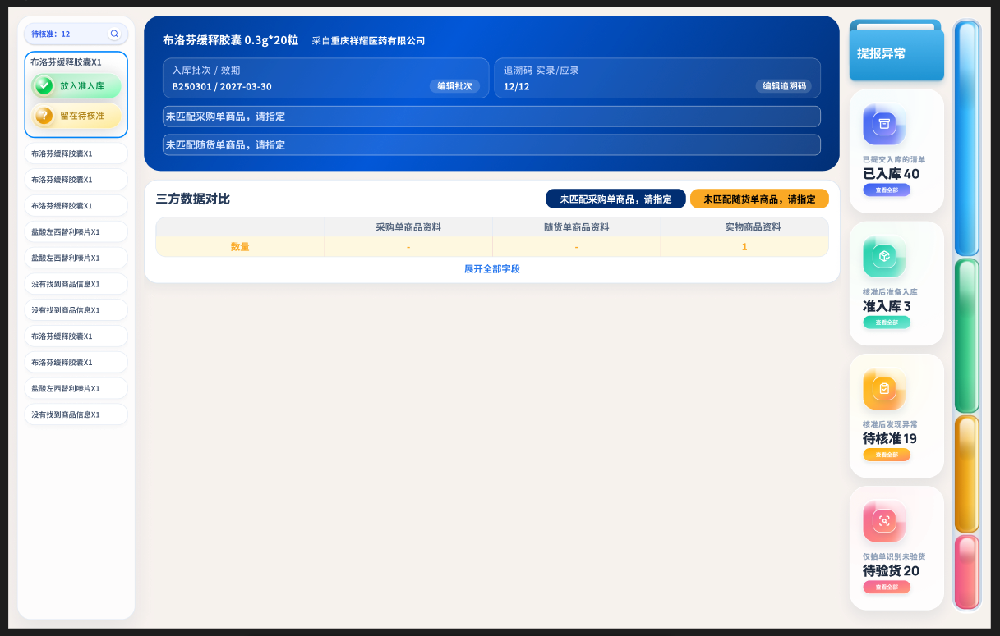 待核准：12
布洛芬缓释胶囊X1
放入准入库
留在待核准
布洛芬缓释胶囊X1
布洛芬缓释胶囊X1
布洛芬缓释胶囊X1
盐酸左西替利嗪片X1
盐酸左西替利嗪片X1
没有找到商品信息X1
没有找到商品信息X1
布洛芬缓释胶囊X1
布洛芬缓释胶囊X1
盐酸左西替利嗪片X1
没有找到商品信息X1
布洛芬缓释胶囊 0.3g*20粒 采自重庆祥耀医药有限公司
入库批次 / 效期
B250301 / 2027-03-30 编辑批次
追溯码 实录/应录
12/12 编辑追溯码
未匹配采购单商品，请指定
未匹配随货单商品，请指定
三方数据对比 未匹配采购单商品，请指定 未匹配随货单商品，请指定
采购单商品资料 随货单商品资料 实物商品资料
数量 - - 1
展开全部字段
提报异常
已提交入库的清单
已入库 40
查看全部
核准后准备入库
准入库 3
查看全部
核准后发现异常
待核准 19
查看全部
仅拍单识别未验货
待验货 20
查看全部